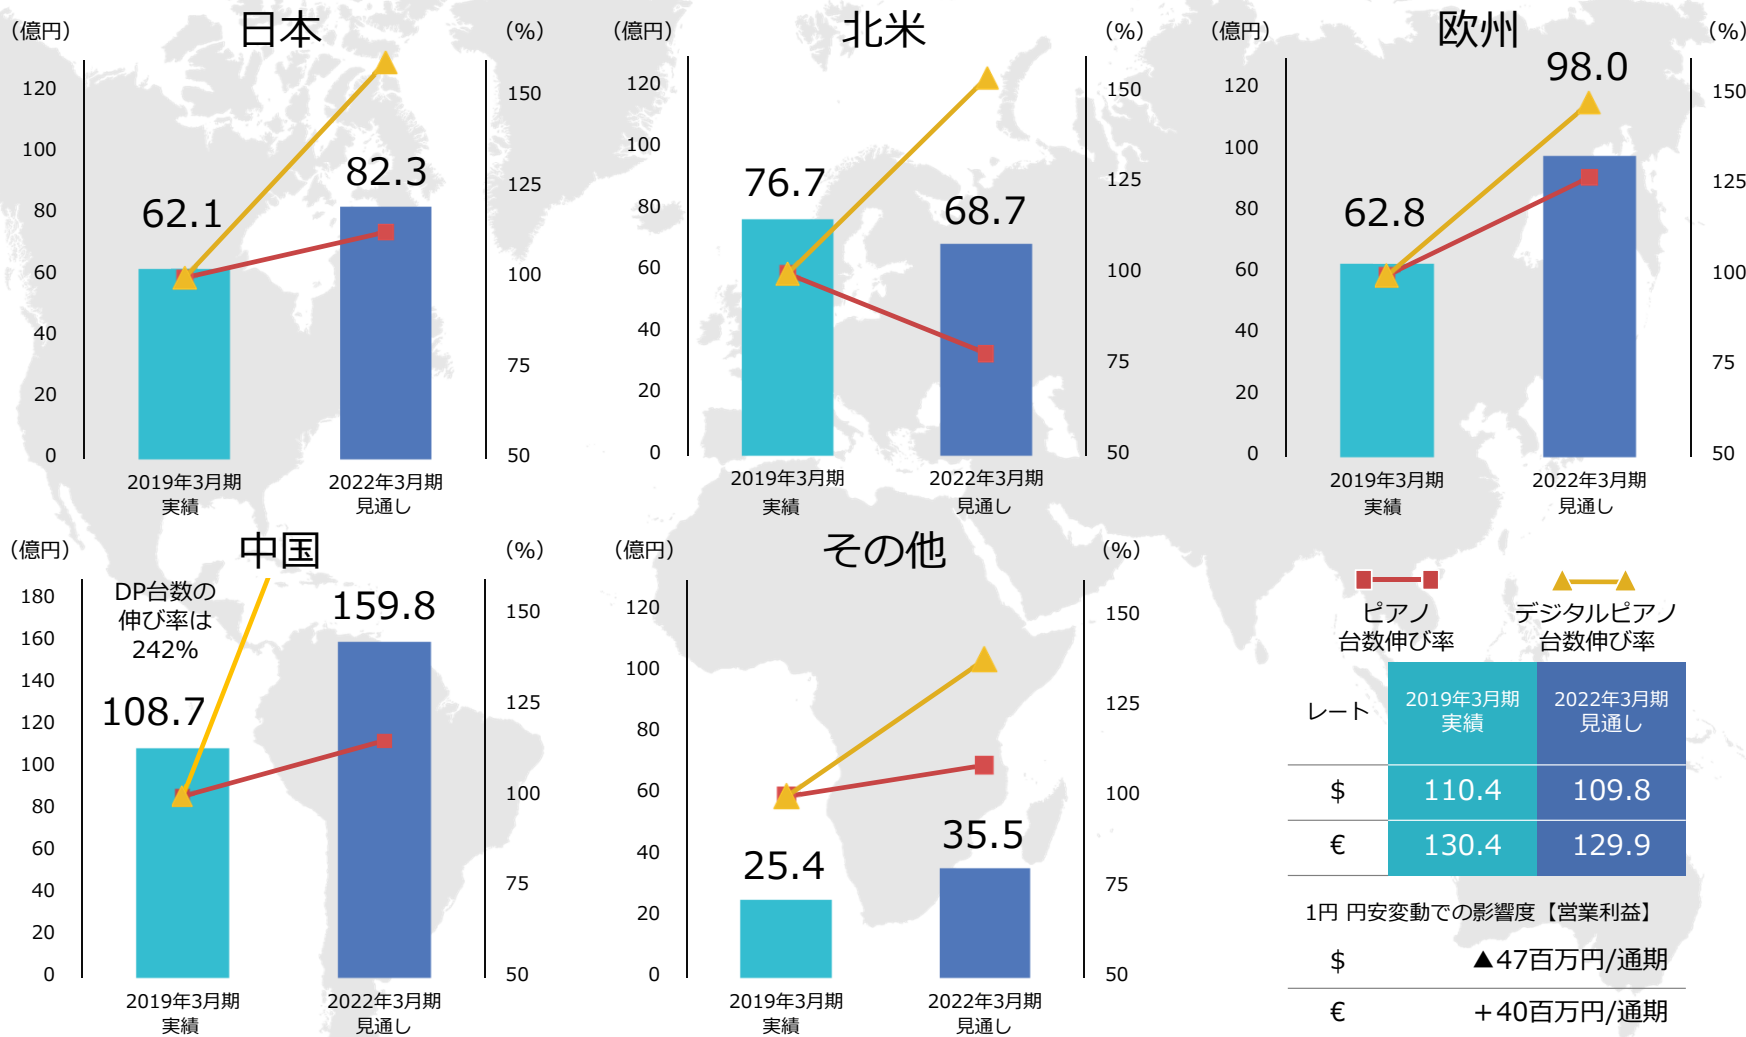 日本
（億円）
（%）
120
100
80
60
40
20
0
150
125
100
75
50
62.1
82.3
2019年3月期
実績
2022年3月期
見通し
北米
（億円）
（%）
120
100
80
60
40
20
0
150
125
100
75
50
76.7
68.7
2019年3月期
実績
2022年3月期
見通し
欧州
（億円）
（%）
120
100
80
60
40
20
0
150
125
100
75
50
62.8
98.0
2019年3月期
実績
2022年3月期
見通し
中国
（億円）
（%）
180
160
140
120
100
80
60
40
20
0
150
125
100
75
50
DP台数の
伸び率は
242%
108.7
159.8
2019年3月期
実績
2022年3月期
見通し
その他
（億円）
（%）
120
100
80
60
40
20
0
150
125
100
75
50
25.4
35.5
2019年3月期
実績
2022年3月期
見通し
ピアノ
台数伸び率
デジタルピアノ
台数伸び率
レート 2019年3月期 実績 2022年3月期 見通し
$ 110.4 109.8
€ 130.4 129.9
1円 円安変動での影響度【営業利益】
$ ▲47百万円/通期
€ +40百万円/通期